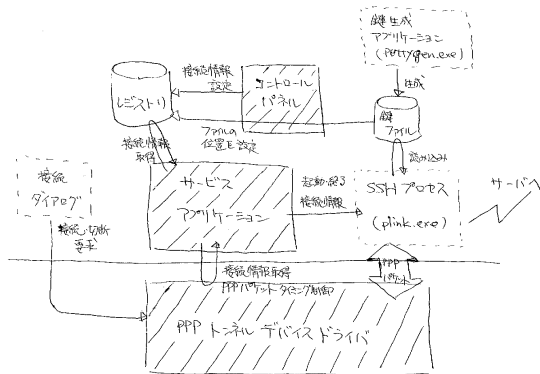 鍵生成
アプリケーション
(puttygen.exe)
生成
接続情報
設定
コントロール
パネル
レジストリ
鍵
ファイル
ファイルの
位置を設定
接続情報
取得
読み込み
接続
ダイアログ
サービス
アプリケーション
起動・終了
接続情報
SSHプロセス
(plink.exe)
サーバへ
接続・切断
要求
接続情報取得
PPPパケットタイミング制御
PPP
パケット
PPPトンネルデバイスドライバ